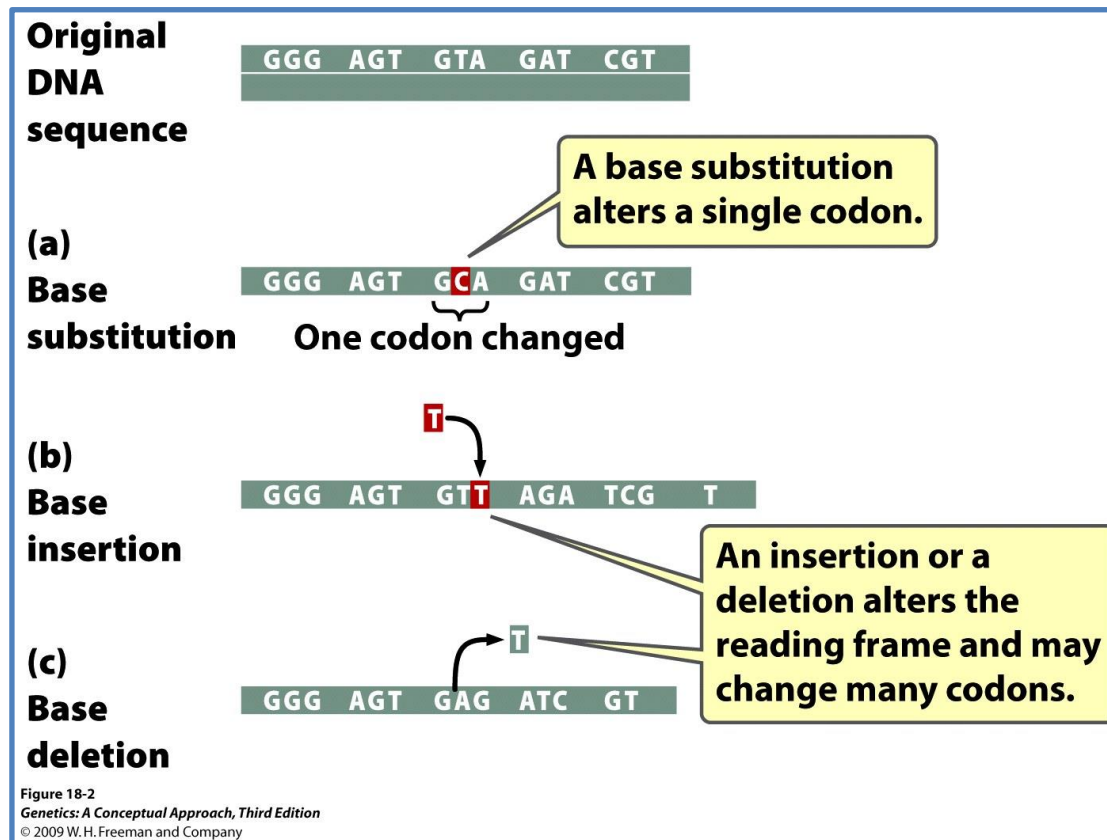 Original
DNA
sequence
GGG AGT GTA GAT CGT
A base substitution
alters a single codon.
(a)
Base
substitution
GGG AGT GCA GAT CGT
One codon changed
T
(b)
Base
insertion
GGG AGT GTT AGA TCG T
An insertion or a
deletion alters the
reading frame and may
change many codons.
T
(c)
Base
deletion
GGG AGT GAG ATC GT
Figure 18-2
Genetics: A Conceptual Approach, Third Edition
© 2009 W. H. Freeman and Company